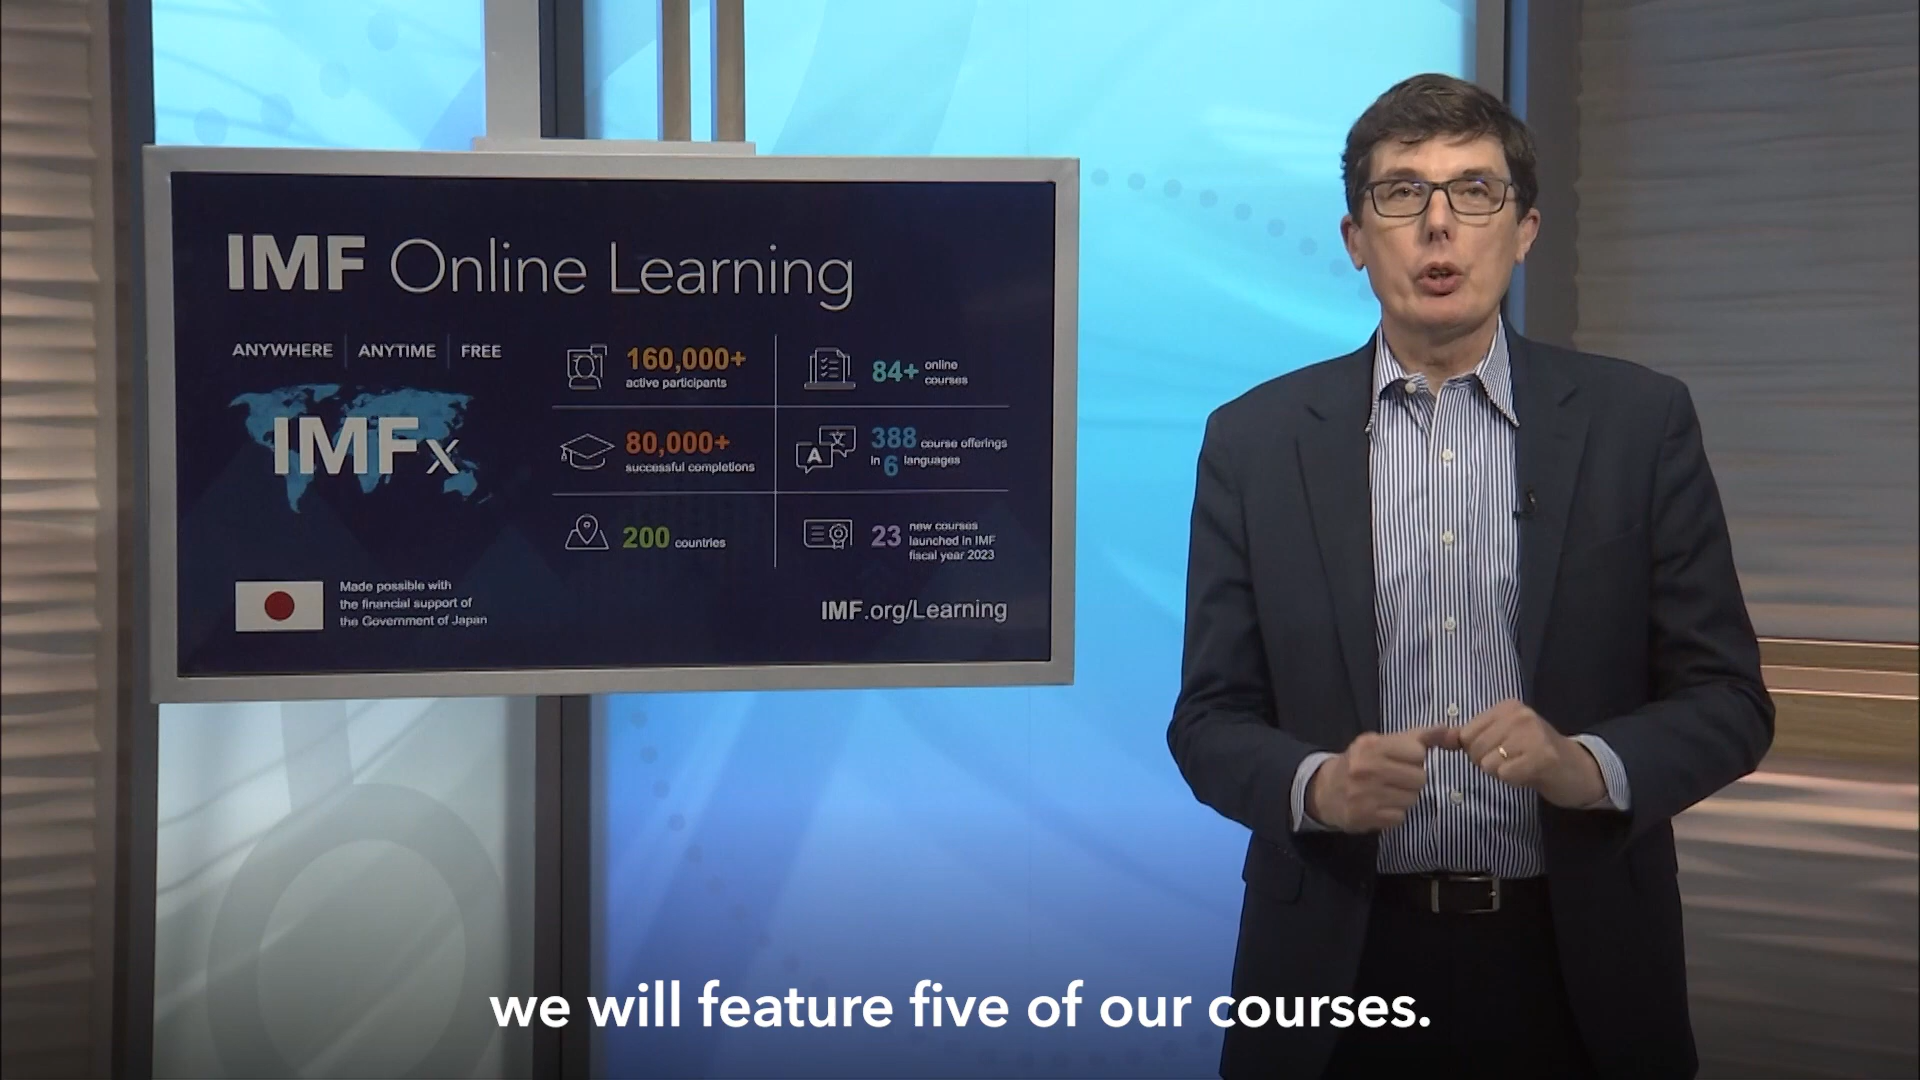 IMF Online Learning
ANYWHERE ANYTIME FREE
IMFx
160,000+
active participants
84+ online
courses
80,000+
successful completions
388 course offerings
in 6 languages
200 countries
23 new courses
launched in IMF
fiscal year 2023
Made possible with
the financial support of
the Government of Japan
IMF.org/Learning
A
文
we will feature five of our courses.